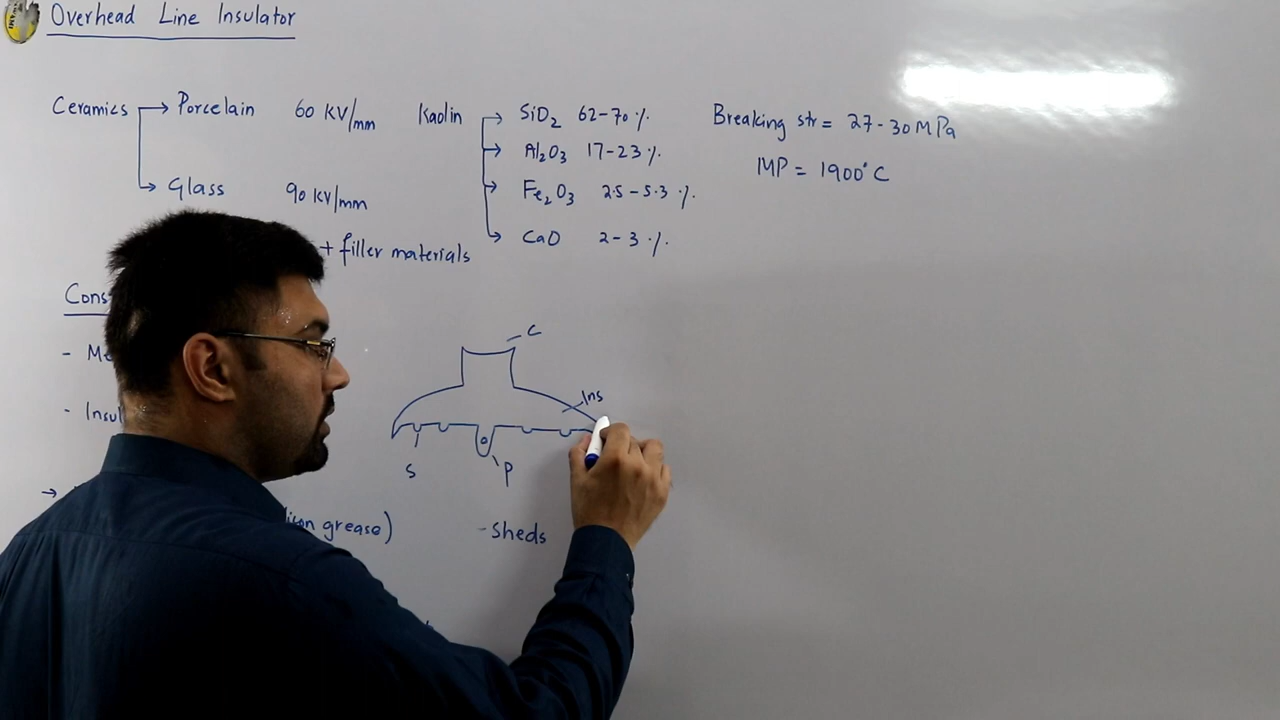 Overhead Line Insulator
Ceramics → Porcelain 60 KV/mm Kaolin → SiO2 62-70 %. Breaking str = 27-30 MPa
→ Al2O3 17-23 %. MP = 1900°C
→ Glass 90 KV/mm → Fe2O3 2.5-5.3 %.
→ CaO 2-3 %.
+ filler materials
Cons
- Me
C
- Insul
Ins
S
P
→
grease)
- Sheds